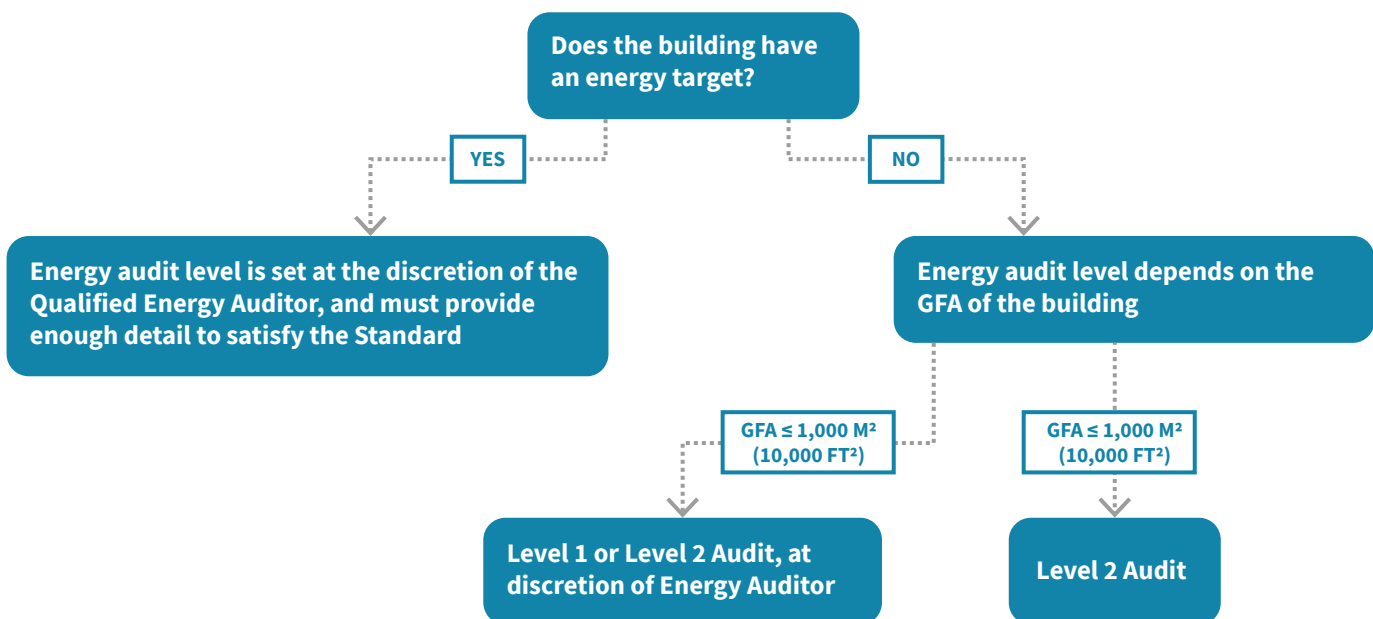 Does the building have
an energy target?
YES
NO
Energy audit level is set at the discretion of the
Qualified Energy Auditor, and must provide
enough detail to satisfy the Standard
Energy audit level depends on the
GFA of the building
GFA ≤ 1,000 M²
(10,000 FT²)
GFA ≤ 1,000 M²
(10,000 FT²)
Level 1 or Level 2 Audit, at
discretion of Energy Auditor
Level 2 Audit